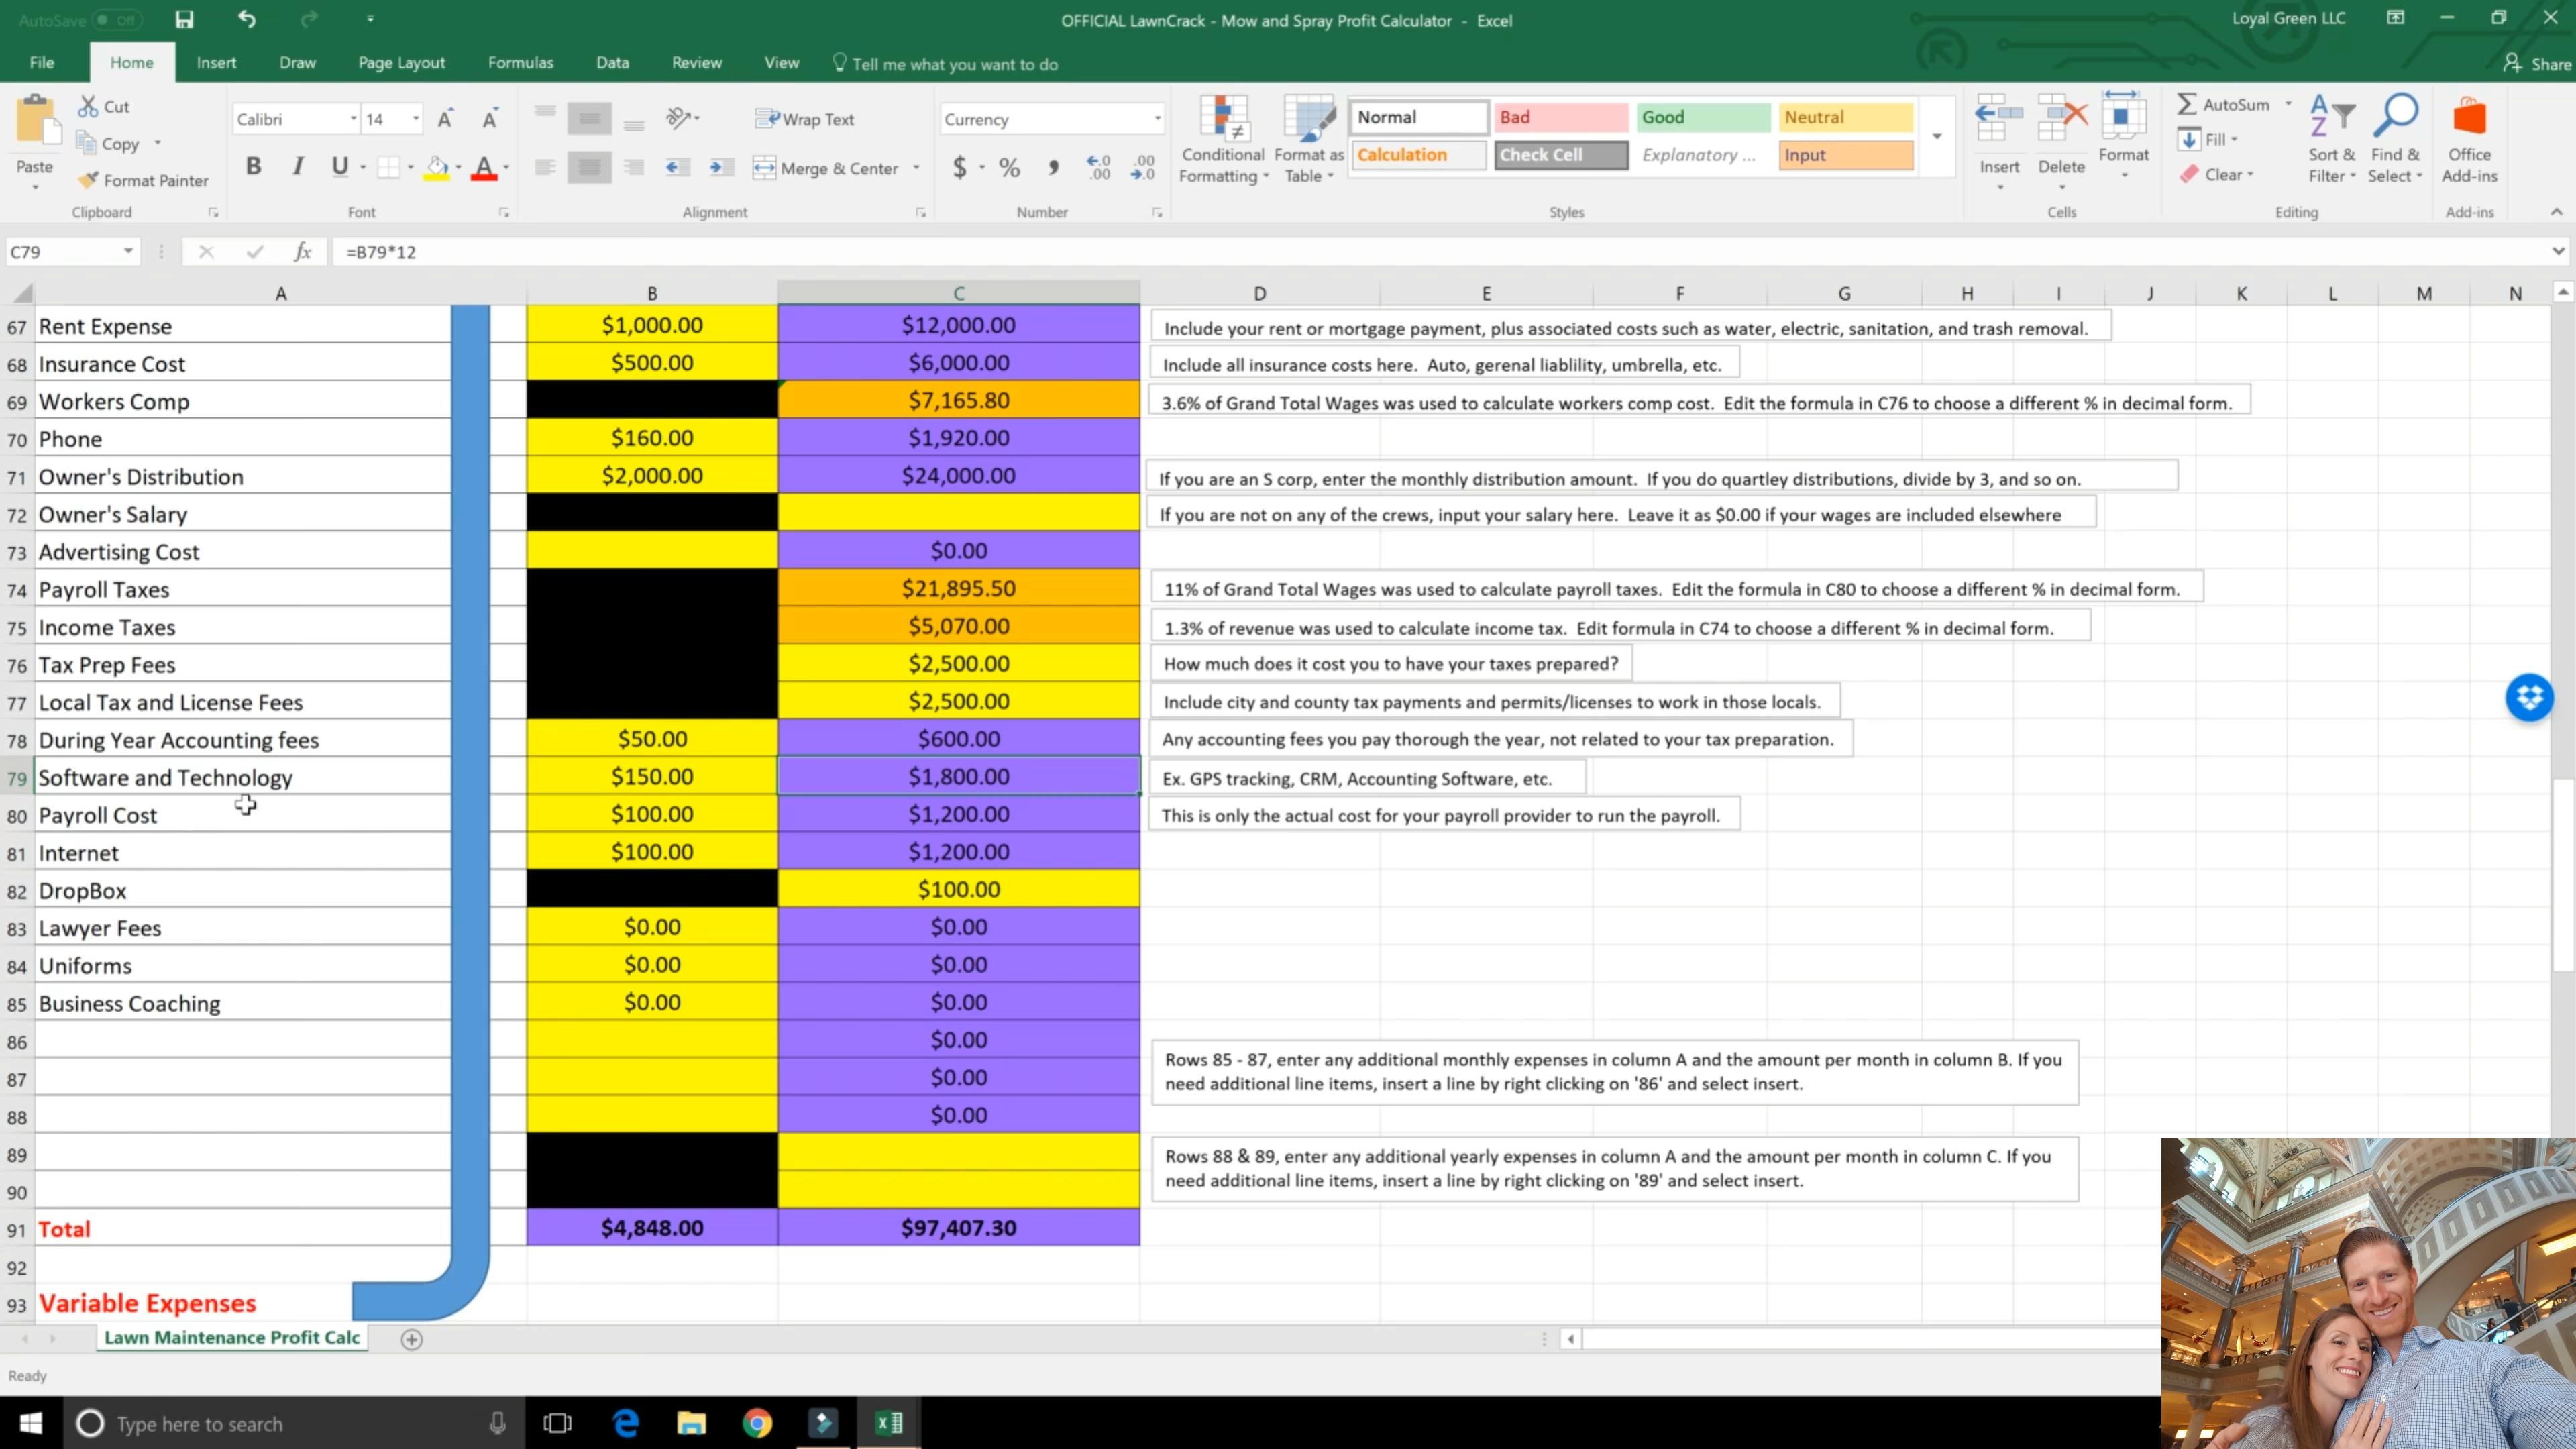 AutoSave Off
OFFICIAL LawnCrack - Mow and Spray Profit Calculator - Excel
Loyal Green LLC
File Home Insert Draw Page Layout Formulas Data Review View Tell me what you want to do
Share
Cut
Copy
Format Painter
Paste
Clipboard
Calibri 14 A A
B I U A
Font
Wrap Text
Merge & Center
Alignment
Currency
$ % , .0 .00 .00 .0
Number
Conditional Formatting
Format as Table
Normal Bad Good Neutral
Calculation Check Cell Explanatory ... Input
Styles
Insert Delete Format
Cells
AutoSum
Fill
Clear
Sort & Filter
Find & Select
Editing
Office Add-ins
Add-ins
C79 fx =B79*12
A B C D E F G H I J K L M N
67 Rent Expense $1,000.00 $12,000.00 Include your rent or mortgage payment, plus associated costs such as water, electric, sanitation, and trash removal.
68 Insurance Cost $500.00 $6,000.00 Include all insurance costs here. Auto, gerenal liablility, umbrella, etc.
69 Workers Comp $7,165.80 3.6% of Grand Total Wages was used to calculate workers comp cost. Edit the formula in C76 to choose a different % in decimal form.
70 Phone $160.00 $1,920.00
71 Owner's Distribution $2,000.00 $24,000.00 If you are an S corp, enter the monthly distribution amount. If you do quartley distributions, divide by 3, and so on.
72 Owner's Salary If you are not on any of the crews, input your salary here. Leave it as $0.00 if your wages are included elsewhere
73 Advertising Cost $0.00
74 Payroll Taxes $21,895.50 11% of Grand Total Wages was used to calculate payroll taxes. Edit the formula in C80 to choose a different % in decimal form.
75 Income Taxes $5,070.00 1.3% of revenue was used to calculate income tax. Edit formula in C74 to choose a different % in decimal form.
76 Tax Prep Fees $2,500.00 How much does it cost you to have your taxes prepared?
77 Local Tax and License Fees $2,500.00 Include city and county tax payments and permits/licenses to work in those locals.
78 During Year Accounting fees $50.00 $600.00 Any accounting fees you pay thorough the year, not related to your tax preparation.
79 Software and Technology $150.00 $1,800.00 Ex. GPS tracking, CRM, Accounting Software, etc.
80 Payroll Cost $100.00 $1,200.00 This is only the actual cost for your payroll provider to run the payroll.
81 Internet $100.00 $1,200.00
82 DropBox $100.00
83 Lawyer Fees $0.00 $0.00
84 Uniforms $0.00 $0.00
85 Business Coaching $0.00 $0.00
86 $0.00
Rows 85 - 87, enter any additional monthly expenses in column A and the amount per month in column B. If you
87 $0.00
need additional line items, insert a line by right clicking on '86' and select insert.
88 $0.00
89 Rows 88 & 89, enter any additional yearly expenses in column A and the amount per month in column C. If you
90 need additional line items, insert a line by right clicking on '89' and select insert.
91 Total $4,848.00 $97,407.30
92
93 Variable Expenses
Lawn Maintenance Profit Calc
Ready
Type here to search